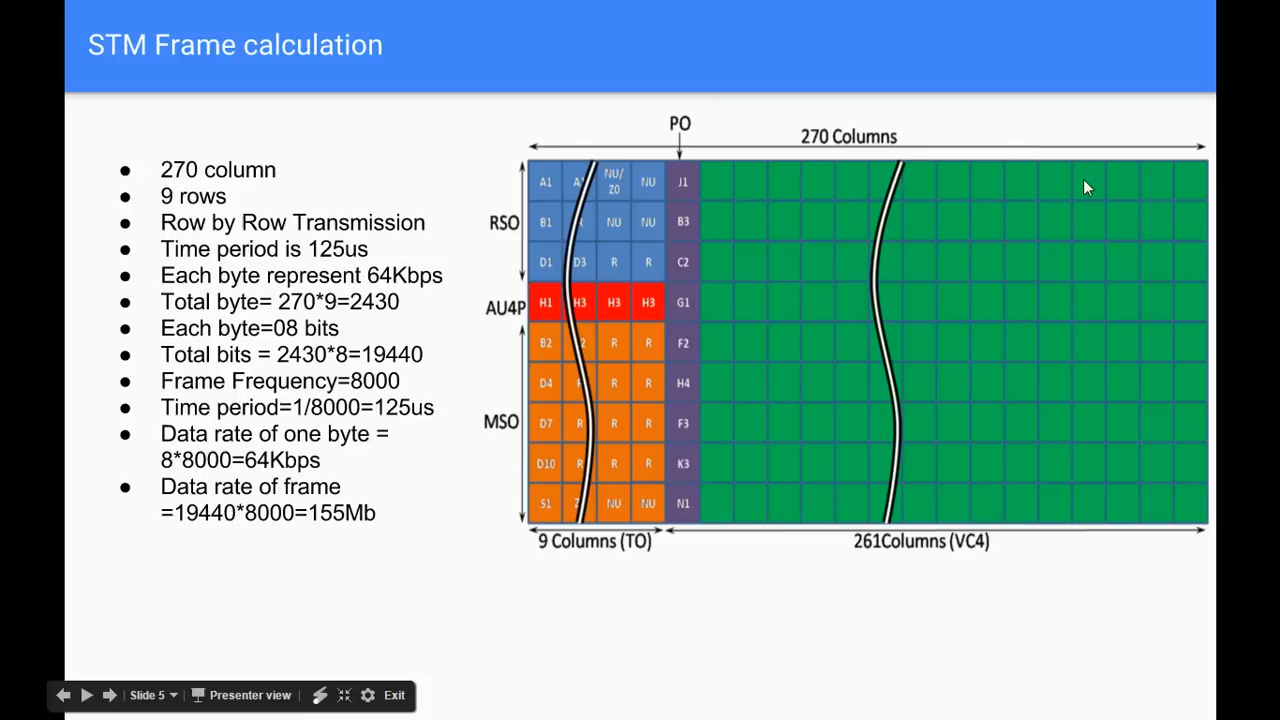 STM Frame calculation
● 270 column
● 9 rows
● Row by Row Transmission
● Time period is 125us
● Each byte represent 64Kbps
● Total byte= 270*9=2430
● Each byte=08 bits
● Total bits = 2430*8=19440
● Frame Frequency=8000
● Time period=1/8000=125us
● Data rate of one byte =
8*8000=64Kbps
● Data rate of frame
=19440*8000=155Mb
PO
270 Columns
RSO
AU4P
MSO
A1 NU/ Z0 NU J1
B1 NU NU B3
D1 D3 R R C2
H1 H3 H3 H3 G1
B2 R R F2
D4 R R R H4
D7 R R R F3
D10 R R R K3
S1 NU NU N1
9 Columns (TO)
261Columns (VC4)
Slide 5
Presenter view
Exit